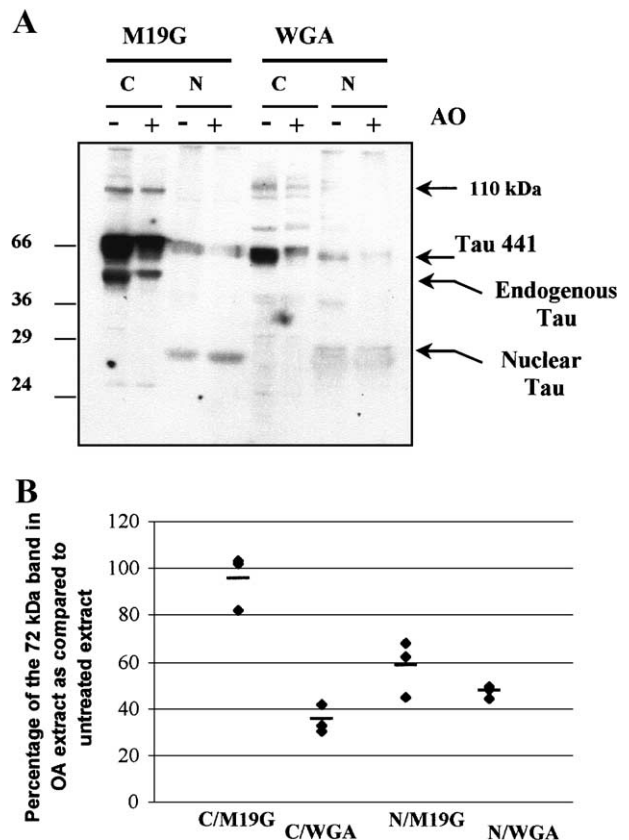 A
M19G WGA
C N C N
- + - + - + - + AO
110 kDa
66
Tau 441
Endogenous
Tau
36
29
Nuclear
Tau
24
B
Percentage of the 72 kDa band in
OA extract as compared to
untreated extract
120
100
80
60
40
20
0
C/M19G C/WGA N/M19G N/WGA